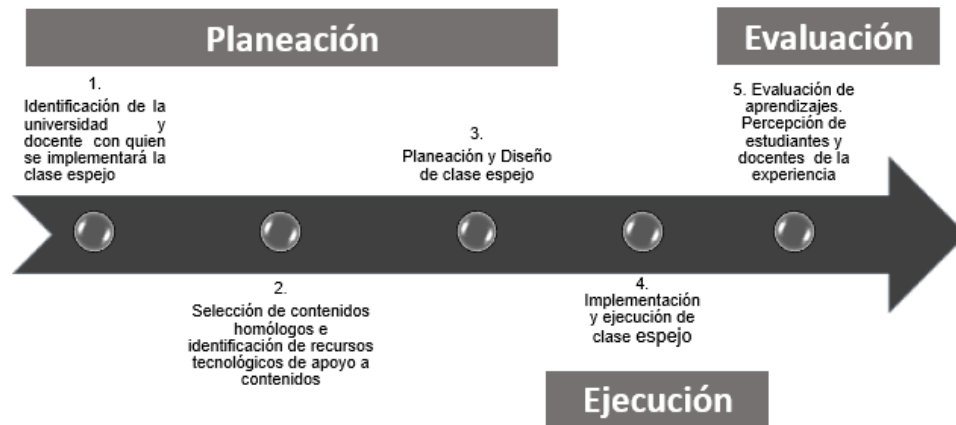 Planeación
Evaluación
1.
Identificación de la
universidad y
docente con quien
se implementará la
clase espejo
3.
Planeación y Diseño
de clase espejo
5. Evaluación de
aprendizajes.
Percepción de
estudiantes y
docentes de la
experiencia
2.
Selección de contenidos
homólogos e
identificación de recursos
tecnológicos de apoyo a
contenidos
4.
Implementación
y ejecución de
clase espejo
Ejecución